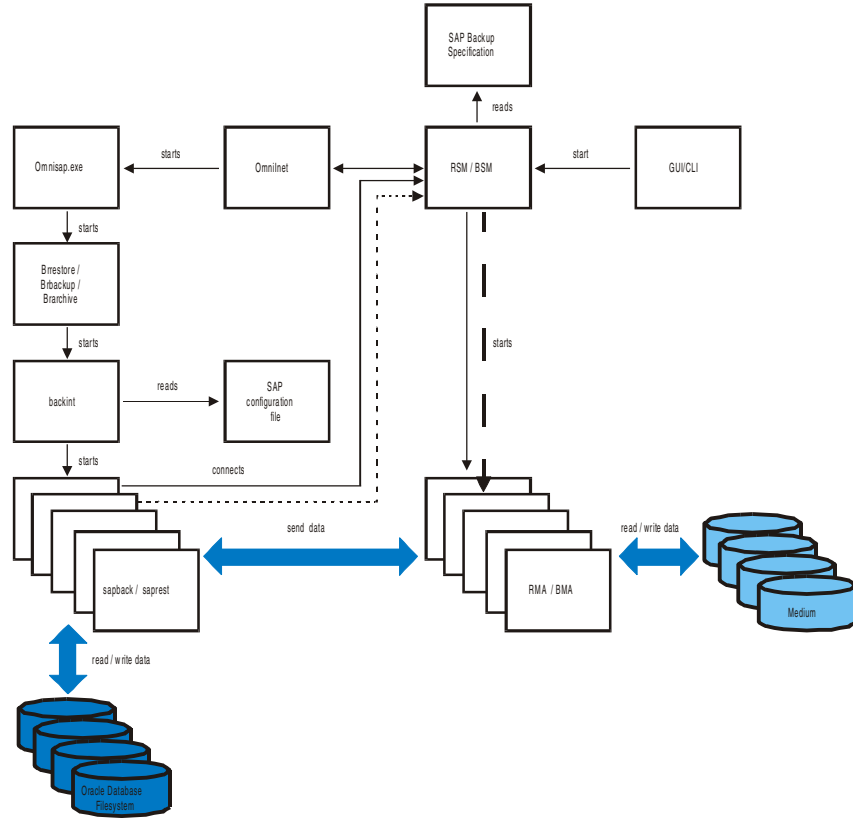 SAP Backup
Specification
reads
Omnisap.exe
starts
OmniInet
RSM / BSM
start
GUI/CLI
starts
Brrestore /
Brbackup /
Brarchive
starts
starts
backint
reads
SAP
configuration
file
starts
connects
send data
read / write data
sapback / saprest
RMA / BMA
Medium
read / write data
Oracle Database
Filesystem